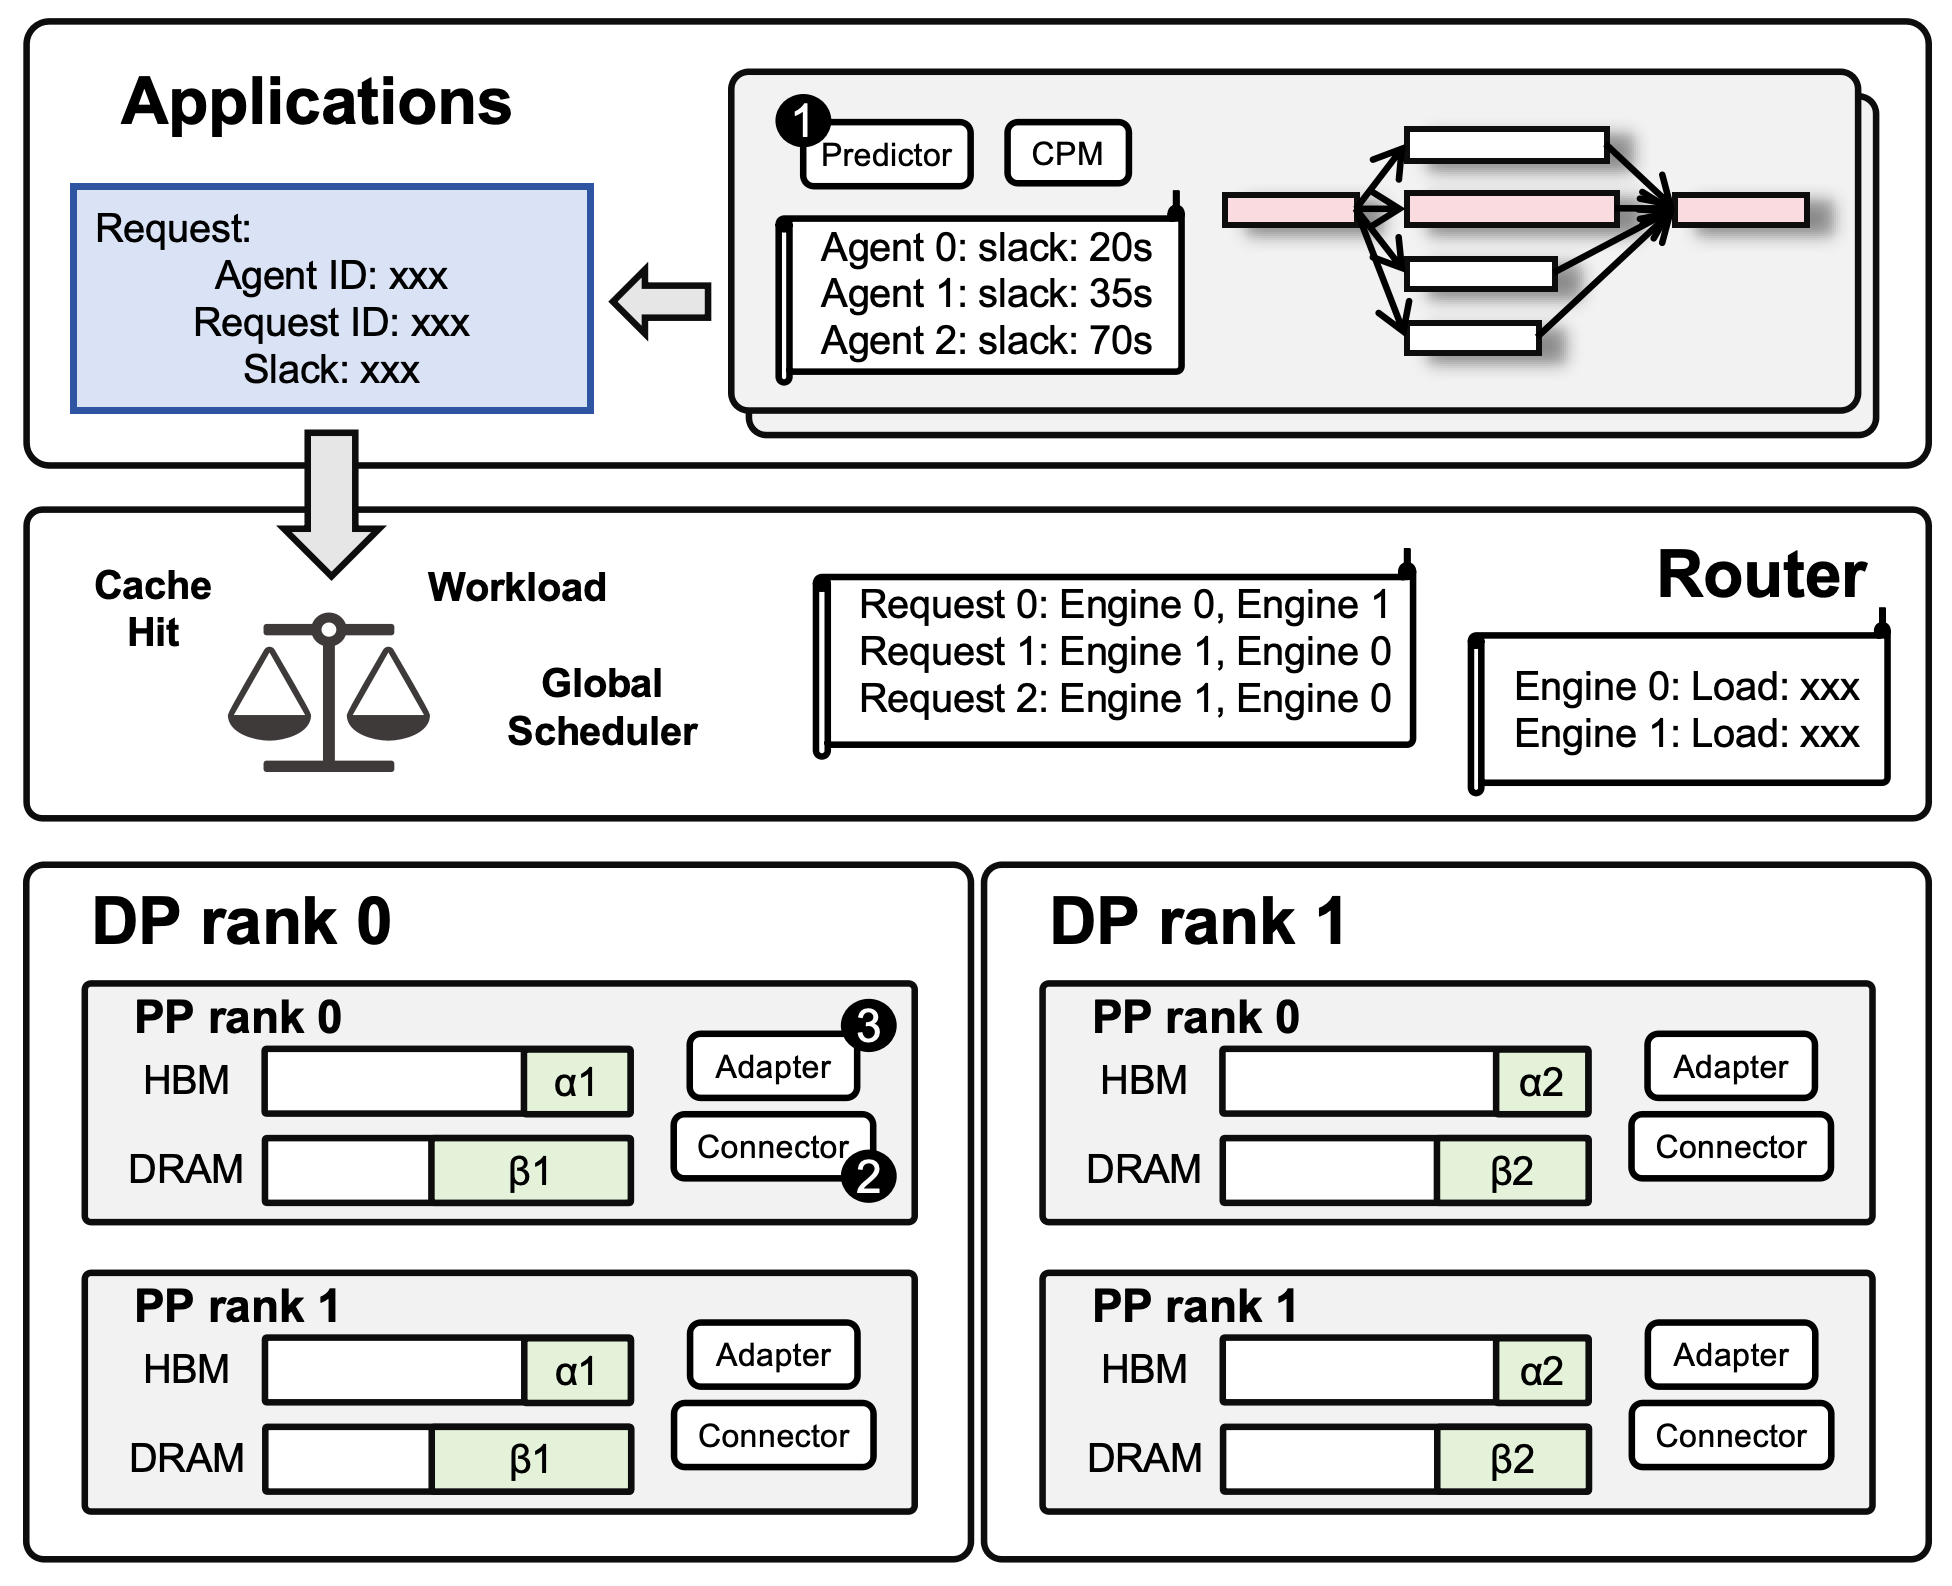 Applications
1
Predictor
CPM
Request:
Agent ID: xxx
Request ID: xxx
Slack: xxx
Agent 0: slack: 20s
Agent 1: slack: 35s
Agent 2: slack: 70s
Router
Cache
Hit
Workload
Global
Scheduler
Request 0: Engine 0, Engine 1
Request 1: Engine 1, Engine 0
Request 2: Engine 1, Engine 0
Engine 0: Load: xxx
Engine 1: Load: xxx
DP rank 0
PP rank 0
HBM
α1
DRAM
β1
3
Adapter
Connector
2
PP rank 1
HBM
α1
DRAM
β1
Adapter
Connector
DP rank 1
PP rank 0
HBM
α2
DRAM
β2
Adapter
Connector
PP rank 1
HBM
α2
DRAM
β2
Adapter
Connector